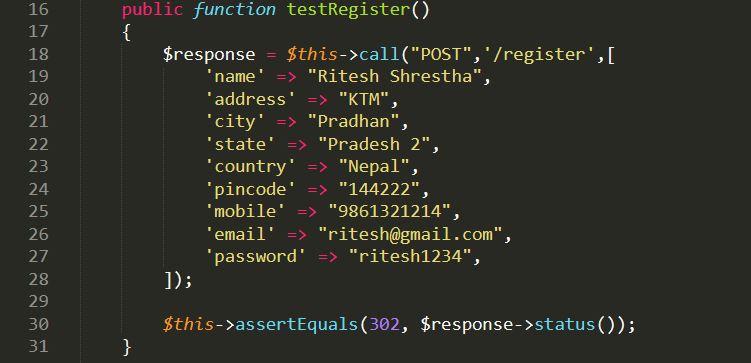 16 public function testRegister()
17 {
18 $response = $this->call("POST",'/register',[
19 'name' => "Ritesh Shrestha",
20 'address' => "KTM",
21 'city' => "Pradhan",
22 'state' => "Pradesh 2",
23 'country' => "Nepal",
24 'pincode' => "144222",
25 'mobile' => "9861321214",
26 'email' => "ritesh@gmail.com",
27 'password' => "ritesh1234",
28 ]);
29
30 $this->assertEquals(302, $response->status());
31 }